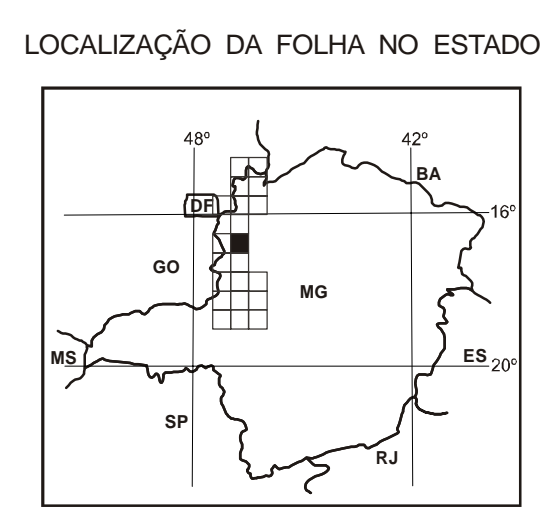 LOCALIZAÇÃO DA FOLHA NO ESTADO
48º
42º
BA
DF
16º
GO
MG
MS
ES
20º
SP
RJ